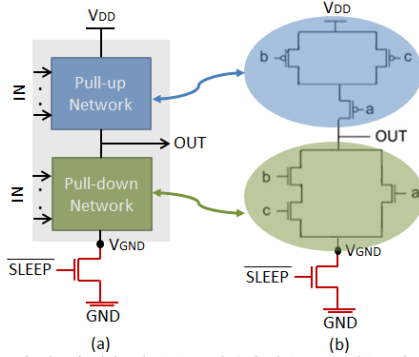 VDD
Pull-up
Network
IN
OUT
Pull-down
Network
IN
VGND
SLEEP
GND
(a)
VDD
b
c
a
OUT
b
c
a
VGND
SLEEP
GND
(b)